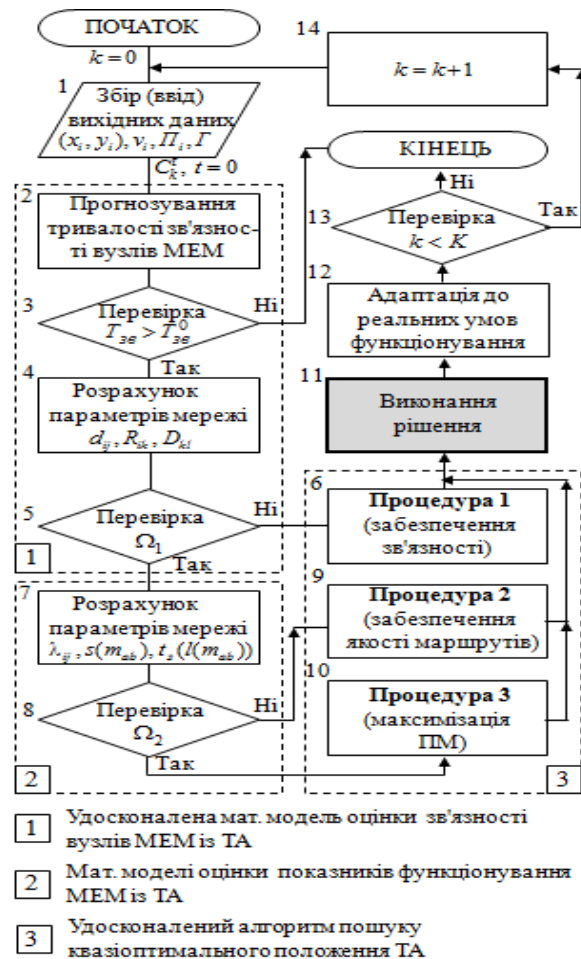 ПОЧАТОК
k=0
1
Збір (ввід)
вихідних даних
(x_i, y_i), v_i, П_i, Г
C_k^t, t=0
2
Прогнозування
тривалості зв'язнос-
ті вузлів МЕМ
3
Перевірка
T_зв > T_зв^0
Ні
Так
4
Розрахунок
параметрів мережі
d_ij, R_ik, D_kl
5
Перевірка
Ω_1
Ні
Так
1
7
Розрахунок
параметрів мережі
λ_ij, s(m_ab), t_s(l(m_ab))
8
Перевірка
Ω_2
Ні
Так
2
14
k = k+1
КІНЕЦЬ
Ні
13
Перевірка
k < K
Так
12
Адаптація до
реальних умов
функціонування
11
Виконання
рішення
6
Процедура 1
(забезпечення
зв'язності)
9
Процедура 2
(забезпечення
якості маршрутів)
10
Процедура 3
(максимізація
ПМ)
3
1 Удосконалена мат. модель оцінки зв'язності
вузлів МЕМ із ТА
2 Мат. моделі оцінки показників функціонування
МЕМ із ТА
3 Удосконалений алгоритм пошуку
квазіоптимального положення ТА